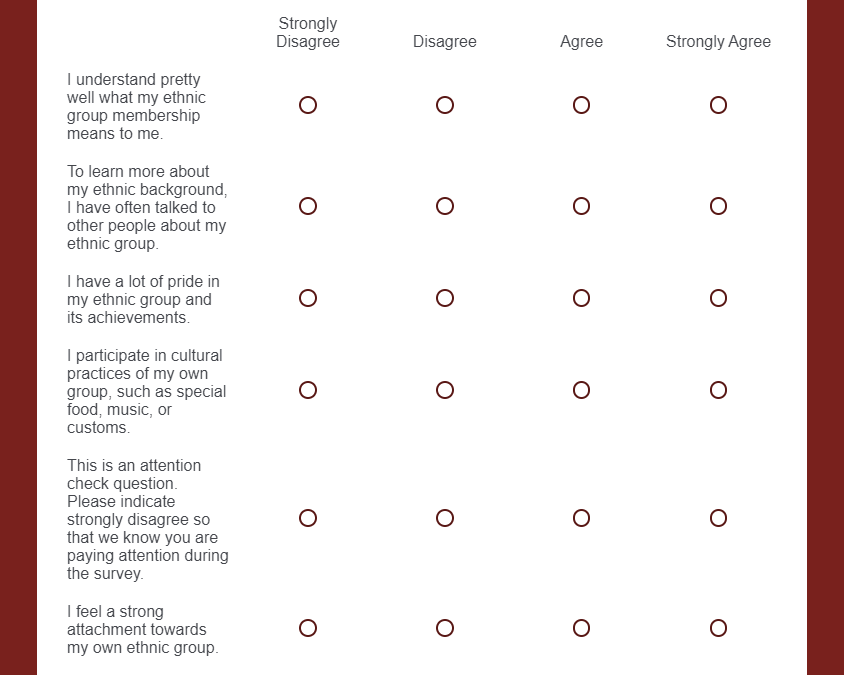 Strongly
Disagree Disagree Agree Strongly Agree
I understand pretty
well what my ethnic
group membership
means to me.
To learn more about
my ethnic background,
I have often talked to
other people about my
ethnic group.
I have a lot of pride in
my ethnic group and
its achievements.
I participate in cultural
practices of my own
group, such as special
food, music, or
customs.
This is an attention
check question.
Please indicate
strongly disagree so
that we know you are
paying attention during
the survey.
I feel a strong
attachment towards
my own ethnic group.